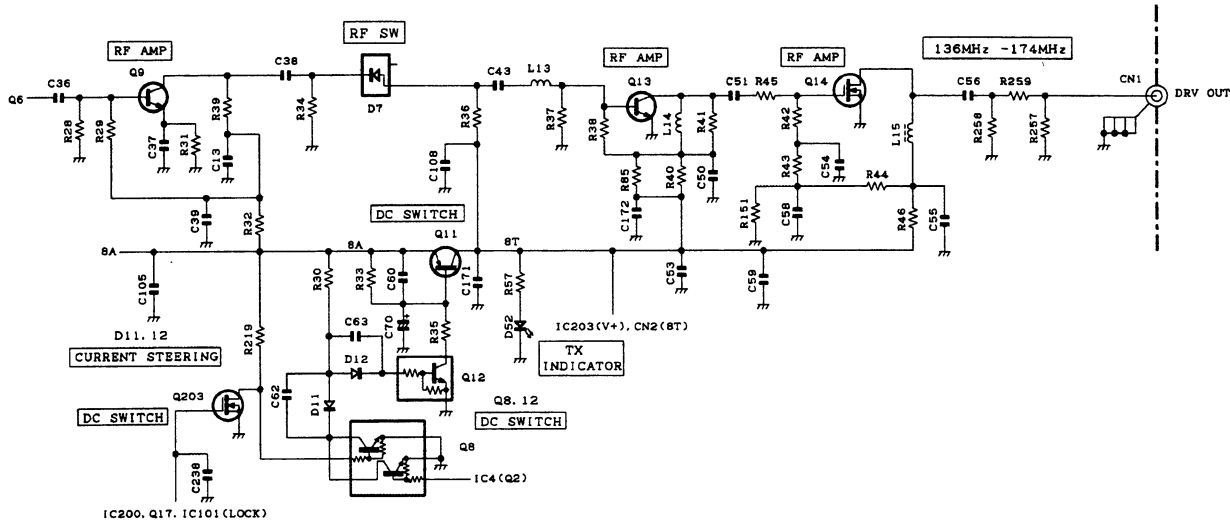 RF SW
RF AMP
Q9
C38
D7
C36
Q6
R28
R29
C37
R31
R39
C13
R34
C39
R32
R36
C108
C43
L13
R37
RF AMP
Q13
R38
L14
R41
C51
R45
RF AMP
Q14
R42
136MHz -174MHz
C56
R259
CN1
DRV OUT
L15
R258
R257
R85
R40
C50
R43
C54
R44
C172
R151
C58
R46
C55
DC SWITCH
Q11
8A
8A
8T
C105
R30
R33
C60
C171
R57
C53
C59
D11.12
CURRENT STEERING
R219
C63
C70
R35
D52
IC203(V+), CN2(8T)
TX
INDICATOR
D12
Q12
Q203
C62
D11
Q8.12
DC SWITCH
DC SWITCH
Q8
C238
IC4(Q2)
IC200, Q17, IC101(LOCK)